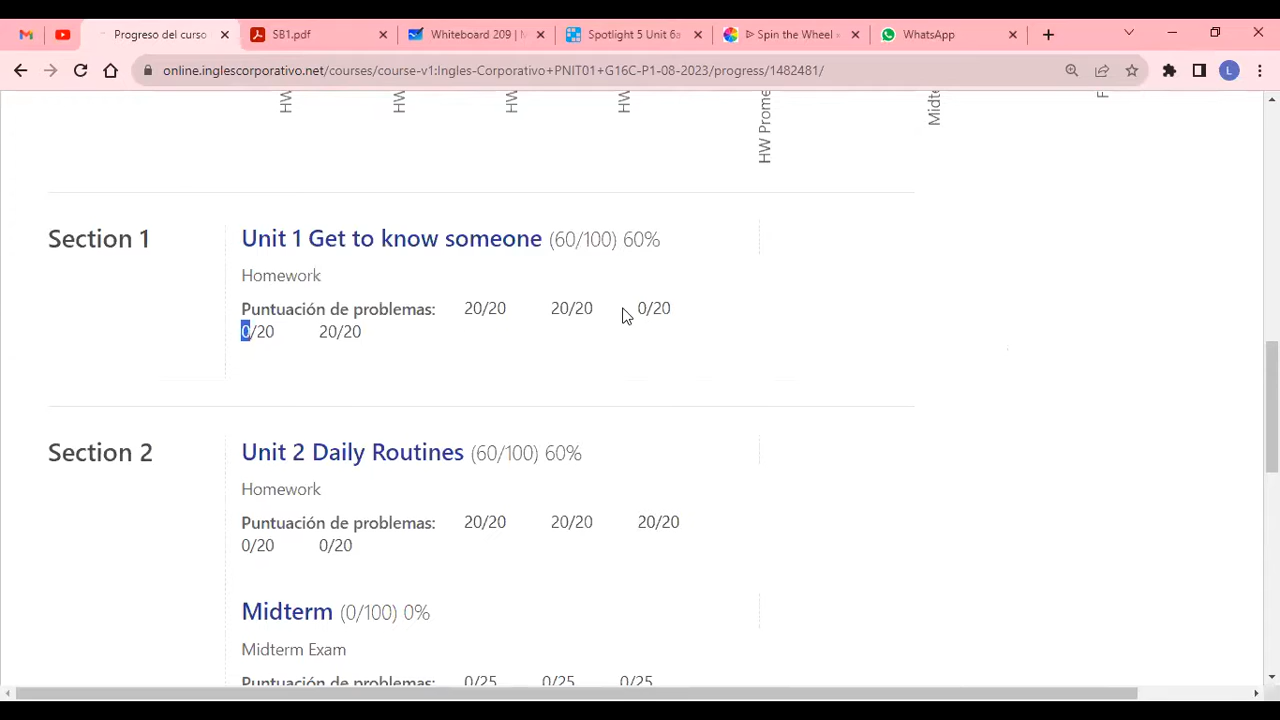 Progreso del curso
SB1.pdf
Whiteboard 209 | M
Spotlight 5 Unit 6a
Spin the Wheel
WhatsApp
online.inglescorporativo.net/courses/course-v1:Ingles-Corporativo+PNIT01+G16C-P1-08-2023/progress/1482481/
L
HW
HW
HW
HW
HW Prome
Midte
F
Section 1
Unit 1 Get to know someone (60/100) 60%
Homework
Puntuación de problemas: 20/20 20/20 0/20
0/20 20/20
Section 2
Unit 2 Daily Routines (60/100) 60%
Homework
Puntuación de problemas: 20/20 20/20 20/20
0/20 0/20
Midterm (0/100) 0%
Midterm Exam
Puntuación de problemas: 0/25 0/25 0/25